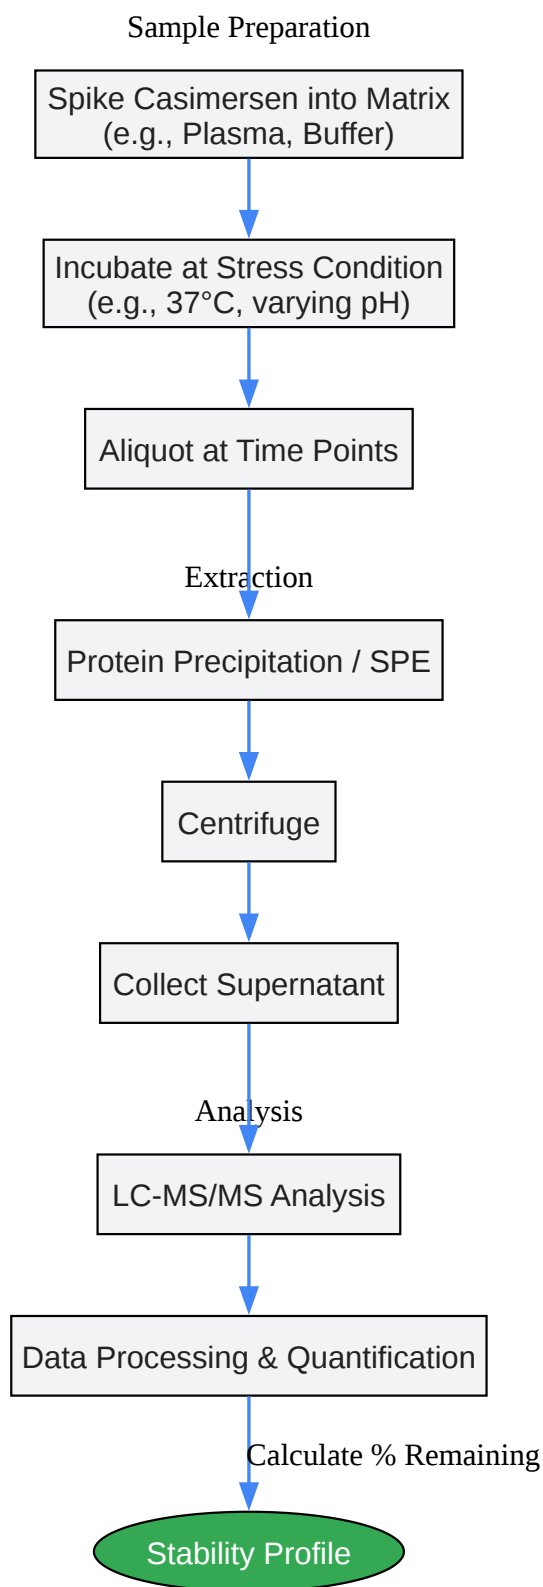 Sample Preparation
Spike Casimersen into Matrix
(e.g., Plasma, Buffer)
Incubate at Stress Condition
(e.g., 37°C, varying pH)
Aliquot at Time Points
Extraction
Protein Precipitation / SPE
Centrifuge
Collect Supernatant
Analysis
LC-MS/MS Analysis
Data Processing & Quantification
Calculate % Remaining
Stability Profile